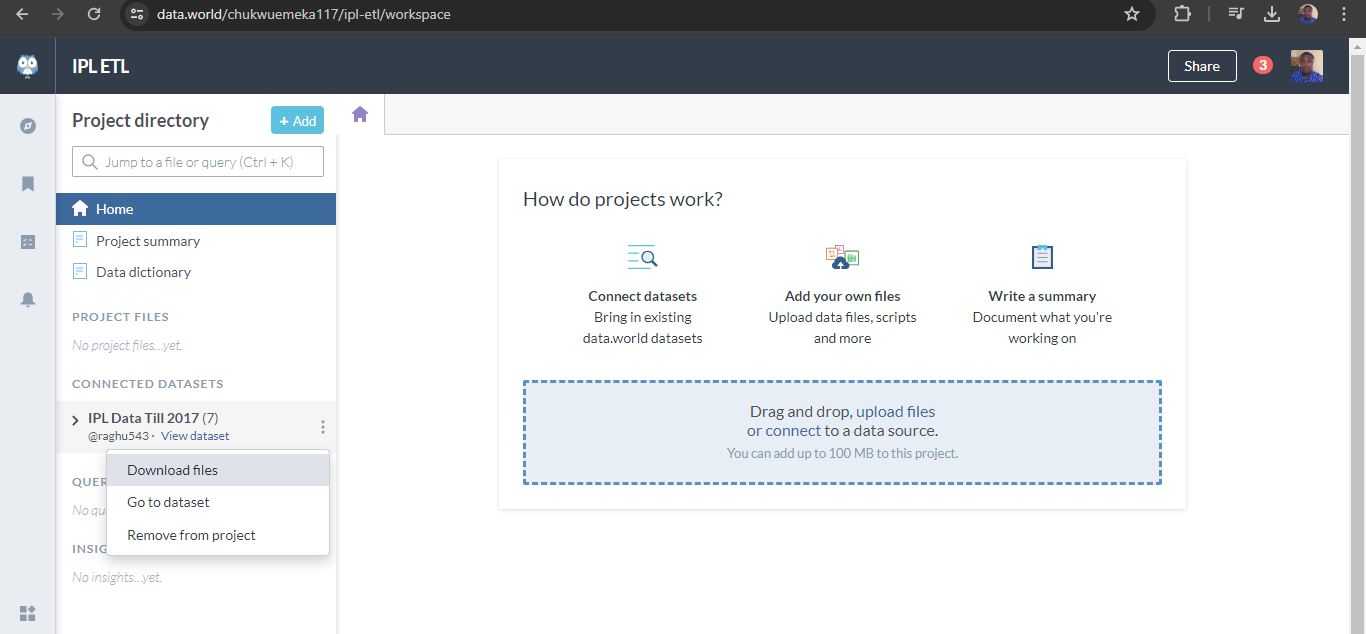 data.world/chukwuemeka117/ipl-etl/workspace
IPL ETL
Share
3
Project directory
+ Add
Jump to a file or query (Ctrl + K)
Home
Project summary
Data dictionary
PROJECT FILES
No project files...yet.
CONNECTED DATASETS
IPL Data Till 2017 (7)
@raghu543 · View dataset
Download files
QUER
Go to dataset
No qu
Remove from project
INSIG
No insights...yet.
How do projects work?
Connect datasets
Bring in existing
data.world datasets
Add your own files
Upload data files, scripts
and more
Write a summary
Document what you're
working on
Drag and drop, upload files
or connect to a data source.
You can add up to 100 MB to this project.